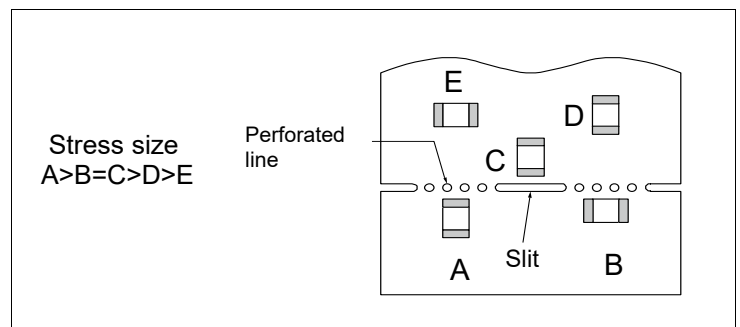 Stress size
A>B=C>D>E
Perforated
line
E
D
C
A
Slit
B